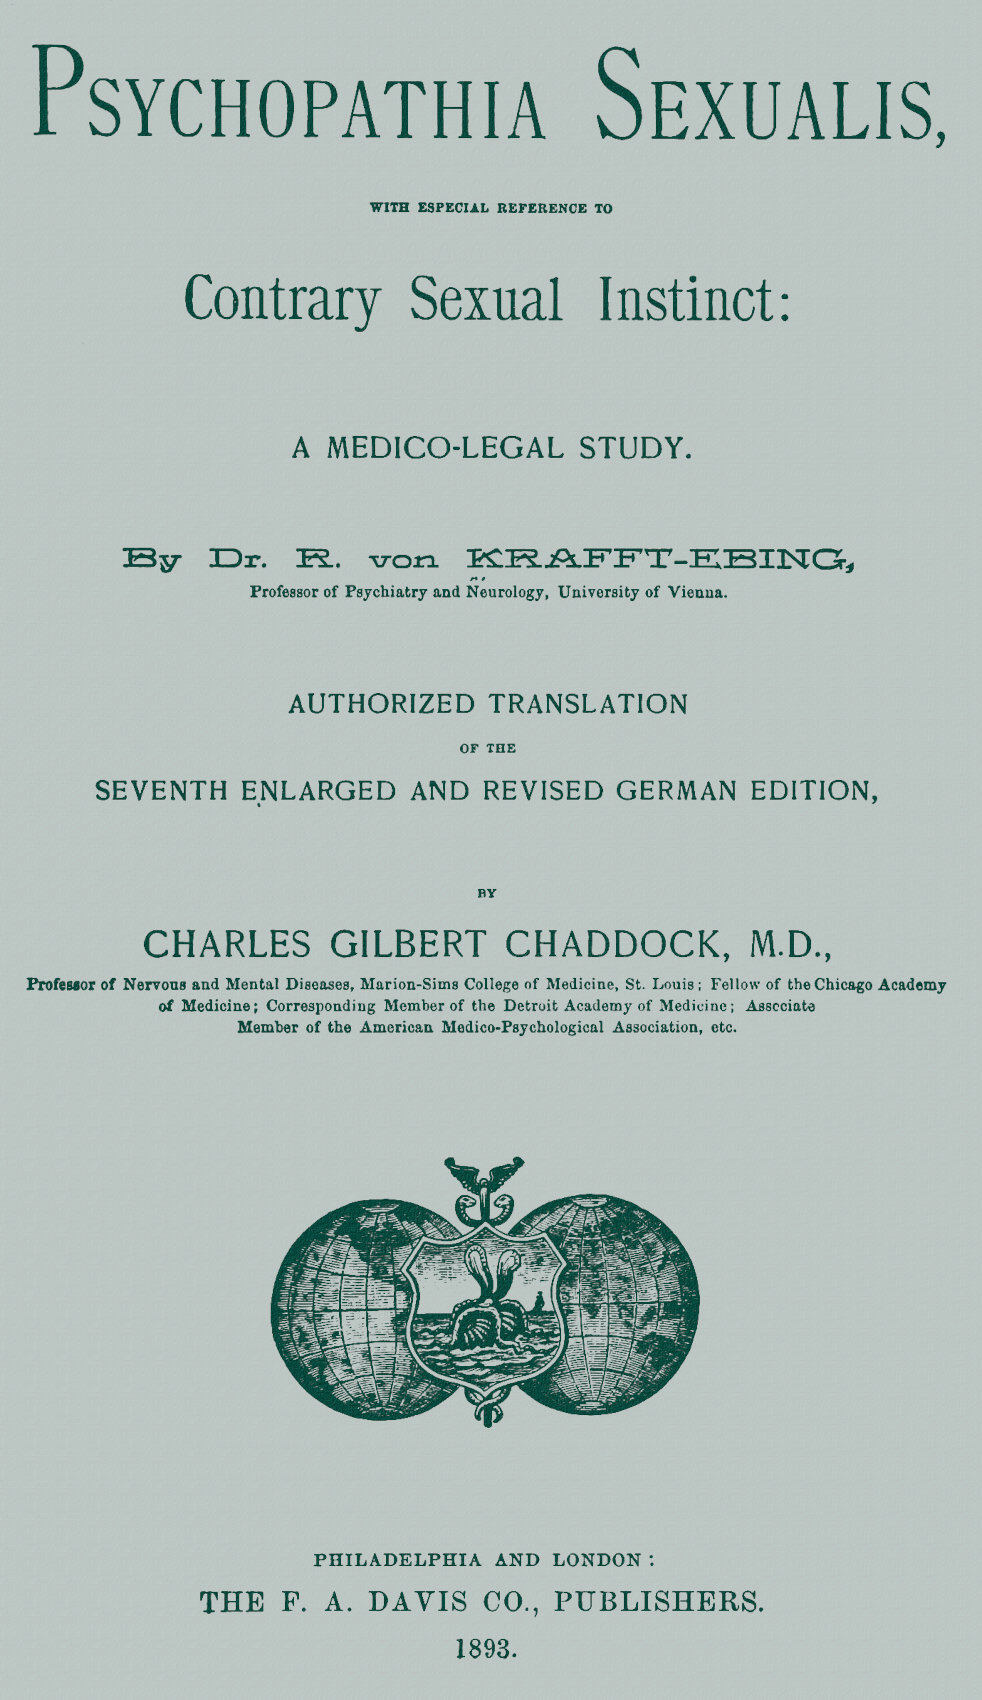 PSYCHOPATHIA SEXUALIS,
WITH ESPECIAL REFERENCE TO
Contrary Sexual Instinct:
A MEDICO-LEGAL STUDY.
By Dr. R. von KRAFFT-EBING,
Professor of Psychiatry and Neurology, University of Vienna.
AUTHORIZED TRANSLATION
OF THE
SEVENTH ENLARGED AND REVISED GERMAN EDITION,
BY
CHARLES GILBERT CHADDOCK, M.D.,
Professor of Nervous and Mental Diseases, Marion-Sims College of Medicine, St. Louis; Fellow of the Chicago Academy
of Medicine; Corresponding Member of the Detroit Academy of Medicine; Associate
Member of the American Medico-Psychological Association, etc.
PHILADELPHIA AND LONDON:
THE F. A. DAVIS CO., PUBLISHERS.
1893.